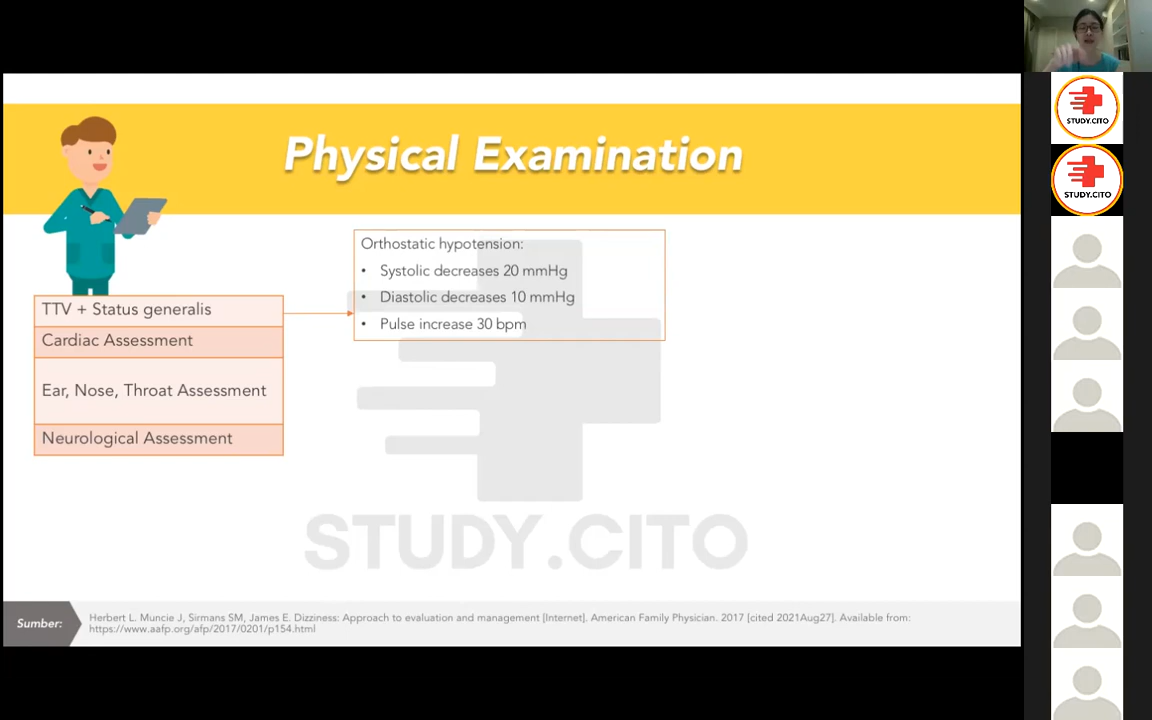 Physical Examination
Orthostatic hypotension:
• Systolic decreases 20 mmHg
• Diastolic decreases 10 mmHg
• Pulse increase 30 bpm
TTV + Status generalis
Cardiac Assessment
Ear, Nose, Throat Assessment
Neurological Assessment
STUDY.CITO
Sumber:
Herbert L. Muncie J, Sirmans SM, James E. Dizziness: Approach to evaluation and management [Internet]. American Family Physician. 2017 [cited 2021Aug27]. Available from:
https://www.aafp.org/afp/2017/0201/p154.html
STUDY.CITO
STUDY.CITO